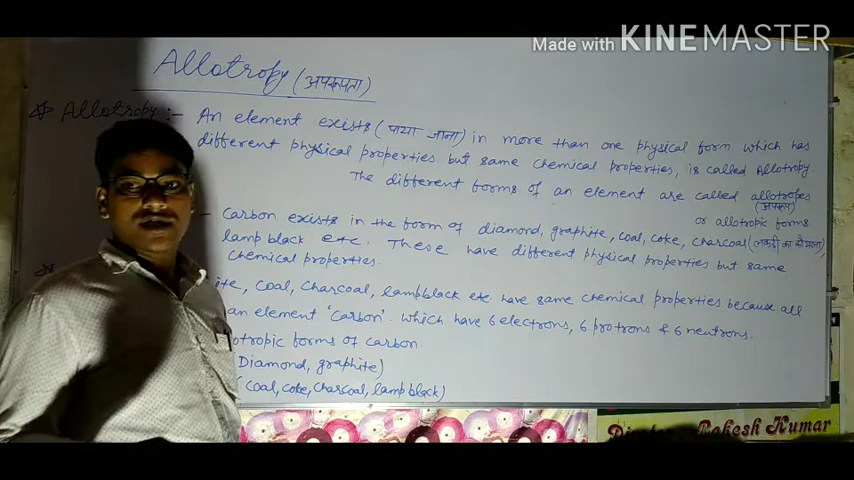 Made with KINEMASTER
Allotropy (अपरूपता)
Allotropy :- An element exists (पाया जाना) in more than one physical form which has
different physical properties but same chemical properties, is called Allotropy.
The different forms of an element are called allotropes
(अपरूप)
or allotropic forms
- Carbon exists in the form of diamond, graphite, coal, coke, charcoal (लकड़ी का कोयला),
lamp black etc. These have different physical properties but same
chemical properties.
ite, coal, charcoal, lampblack etc. have same chemical properties because all
an element 'carbon'. which have 6 electrons, 6 protrons & 6 neutrons.
otropic forms of carbon.
Diamond, graphite)
(coal, coke, charcoal, lamp black)
Rakesh Kumar